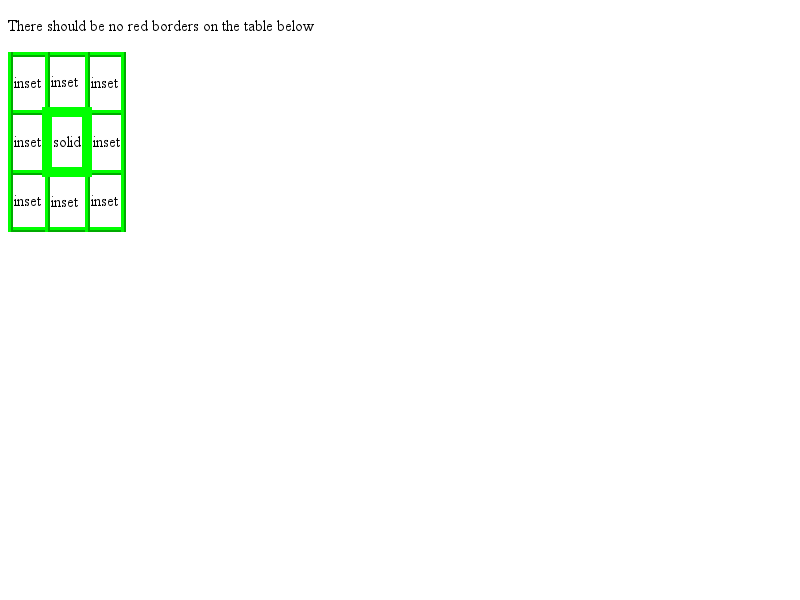 There should be no red borders on the table below
inset inset inset
inset solid inset
inset inset inset